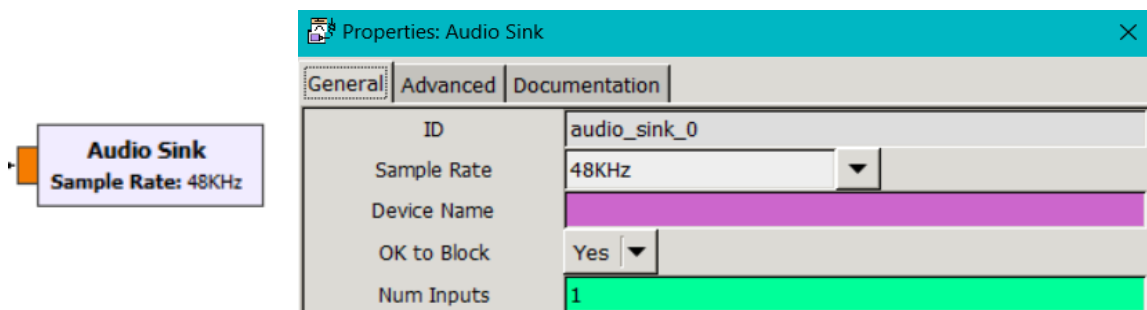 Audio Sink
Sample Rate: 48KHz
Properties: Audio Sink
General Advanced Documentation
ID audio_sink_0
Sample Rate 48KHz
Device Name
OK to Block Yes
Num Inputs 1